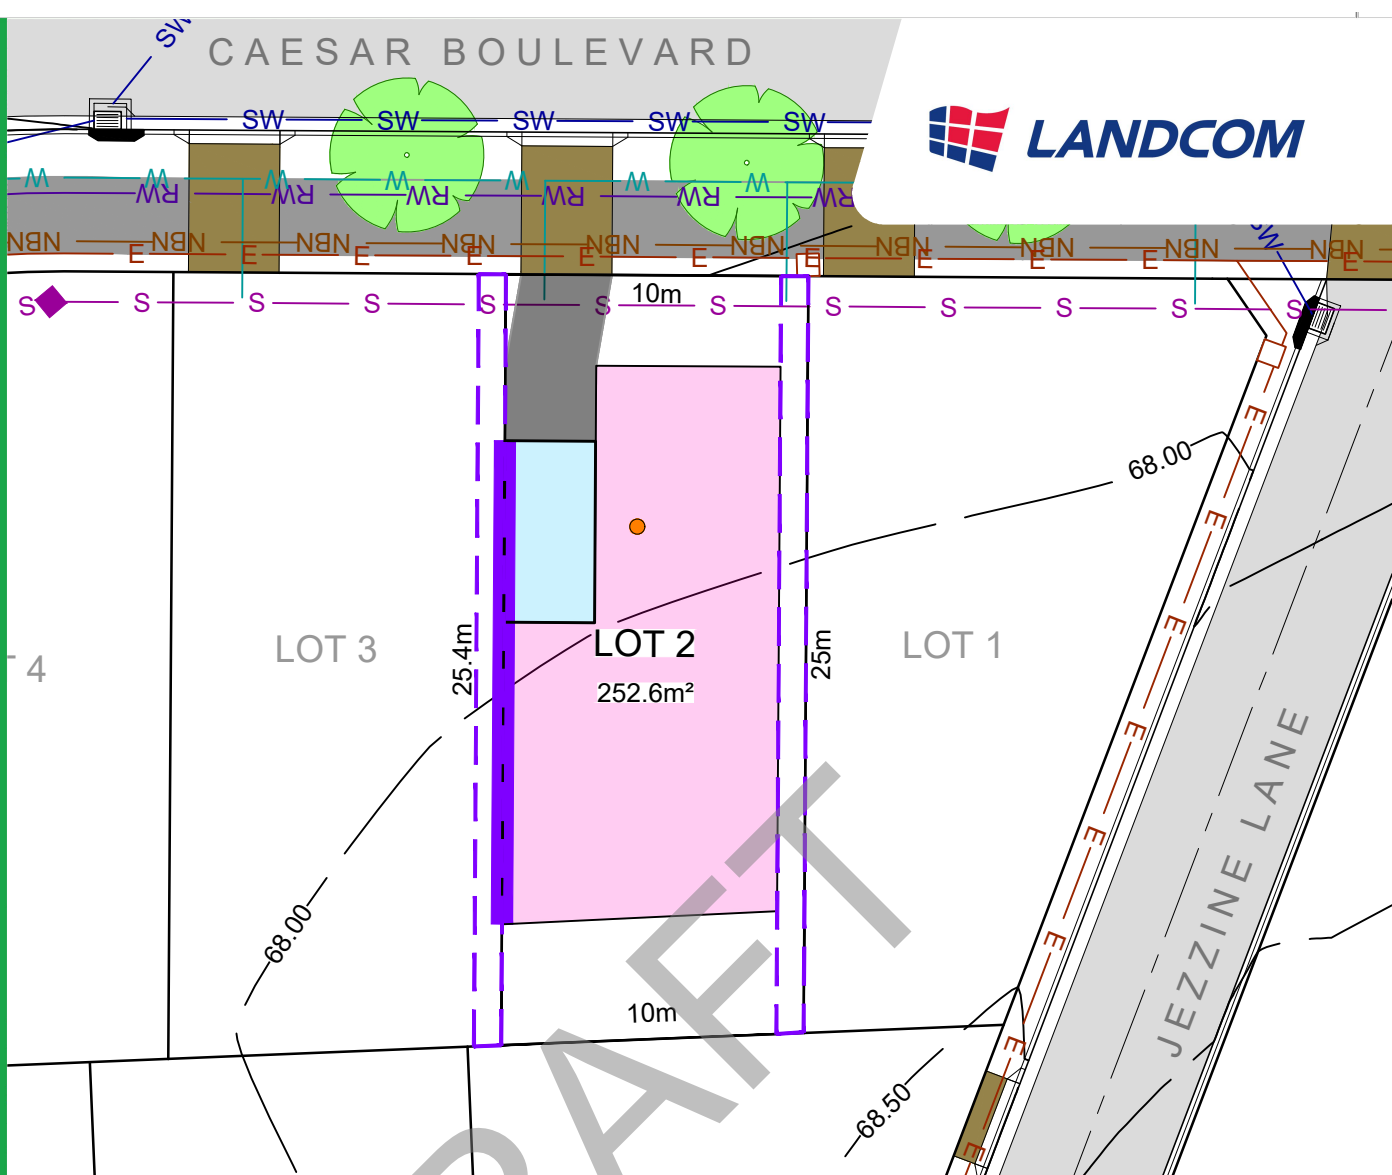 CAESAR BOULEVARD
LANDCOM
SW
SW SW SW SW SW
W W W W W W W
RW RW RW RW RW RW
NBN NBN NBN NBN NBN NBN NBN NBN NBN NBN
SW
E E E E E E E E E E E
S S S S S S S S S S S S
10m
68.00
E
E
E
LOT 3
LOT 2
LOT 1
4
25.4m
25m
252.6m²
E
E
JEZZINE LANE
68.00
E
10m
E
68.50
E
DRAFT